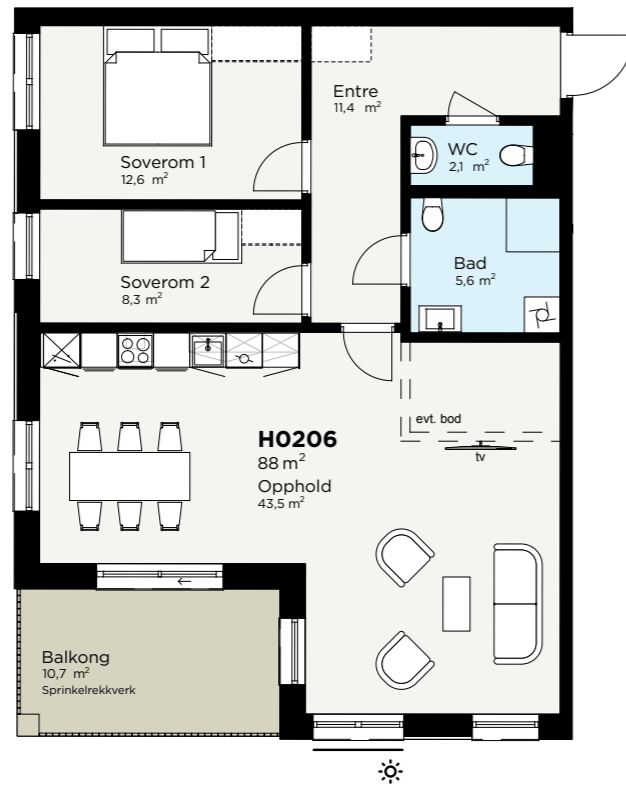 Entre
11,4 m²
WC
2,1 m²
Soverom 1
12,6 m²
Bad
5,6 m²
Soverom 2
8,3 m²
evt. bod
tv
H0206
88 m²
Opphold
43,5 m²
Balkong
10,7 m²
Sprinkelrekkverk